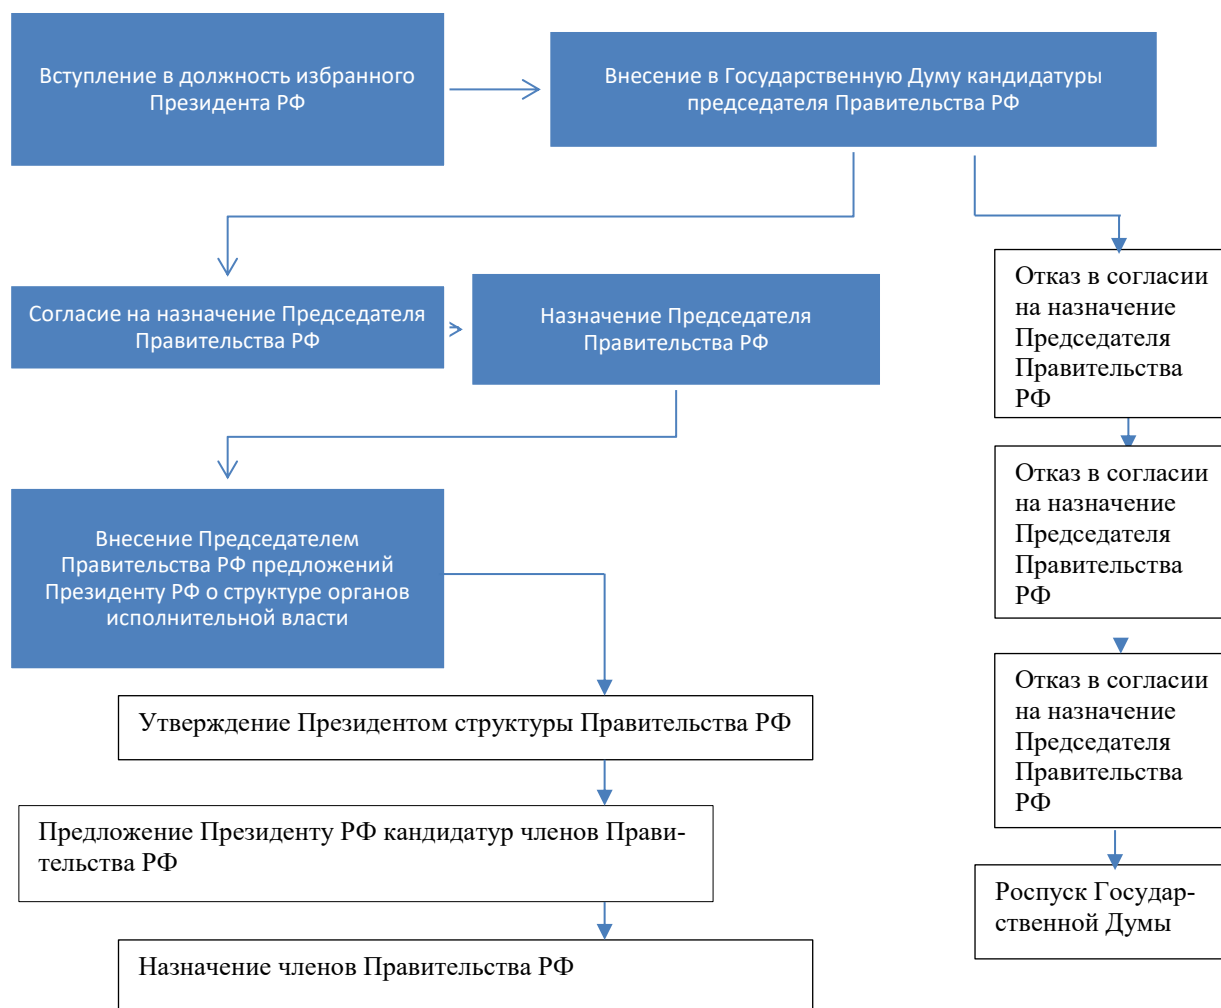 Вступление в должность избранного
Президента РФ
Внесение в Государственную Думу кандидатуры
председателя Правительства РФ
Согласие на назначение Председателя
Правительства РФ
Назначение Председателя
Правительства РФ
Отказ в согласии
на назначение
Председателя
Правительства
РФ
Отказ в согласии
на назначение
Председателя
Правительства
РФ
Внесение Председателем
Правительства РФ предложений
Президенту РФ о структуре органов
исполнительной власти
Отказ в согласии
на назначение
Председателя
Правительства
РФ
Утверждение Президентом структуры Правительства РФ
Предложение Президенту РФ кандидатур членов Прави-
тельства РФ
Роспуск Государ-
ственной Думы
Назначение членов Правительства РФ